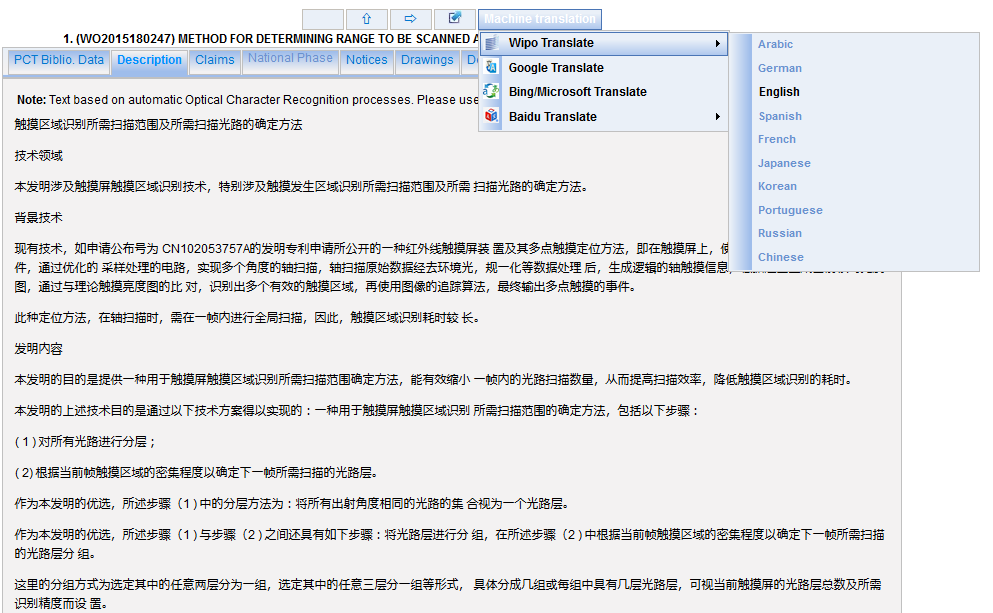 Machine translation
1. (WO2015180247) METHOD FOR DETERMINING RANGE TO BE SCANNED
PCT Biblio. Data Description Claims National Phase Notices Drawings
Wipo Translate
Google Translate
Bing/Microsoft Translate
Baidu Translate
Arabic
German
English
Spanish
French
Japanese
Korean
Portuguese
Russian
Chinese
Note: Text based on automatic Optical Character Recognition processes. Please use
触摸区域识别所需扫描范围及所需扫描光路的确定方法
技术领域
本发明涉及触摸屏触摸区域识别技术，特别涉及触摸发生区域识别所需扫描范围及所需 扫描光路的确定方法。
背景技术
现有技术，如申请公布号为 CN102053757A的发明专利申请所公开的一种红外线触摸屏装 置及其多点触摸定位方法，即在触摸屏上，
件，通过优化的 采样处理的电路，实现多个角度的轴扫描，轴扫描原始数据经去环境光，规一化等数据处理 后，生成逻辑的轴触摸信息，
图，通过与理论触摸亮度图的比 对，识别出多个有效的触摸区域，再使用图像的追踪算法，最终输出多点触摸的事件。
此种定位方法，在轴扫描时，需在一帧内进行全局扫描，因此，触摸区域识别耗时较 长。
发明内容
本发明的目的是提供一种用于触摸屏触摸区域识别所需扫描范围确定方法，能有效缩小 一帧内的光路扫描数量，从而提高扫描效率，降低触摸区域识别的耗时。
本发明的上述技术目的是通过以下技术方案得以实现的：一种用于触摸屏触摸区域识别 所需扫描范围的确定方法，包括以下步骤：
( 1 ) 对所有光路进行分层；
( 2) 根据当前帧触摸区域的密集程度以确定下一帧所需扫描的光路层。
作为本发明的优选，所述步骤（1 ) 中的分层方法为：将所有出射角度相同的光路的集 合视为一个光路层。
作为本发明的优选，所述步骤（1 ) 与步骤（2 ) 之间还具有如下步骤：将光路层进行分 组，在所述步骤（2 ) 中根据当前帧触摸区域的密集程度以确定下一帧所需扫描
的光路层分 组。
这里的分组方式为选定其中的任意两层分为一组，选定其中的任意三层分一组等形式， 具体分成几组或每组中具有几层光路层，可视当前触摸屏的光路层总数及所需
识别精度而设 置。